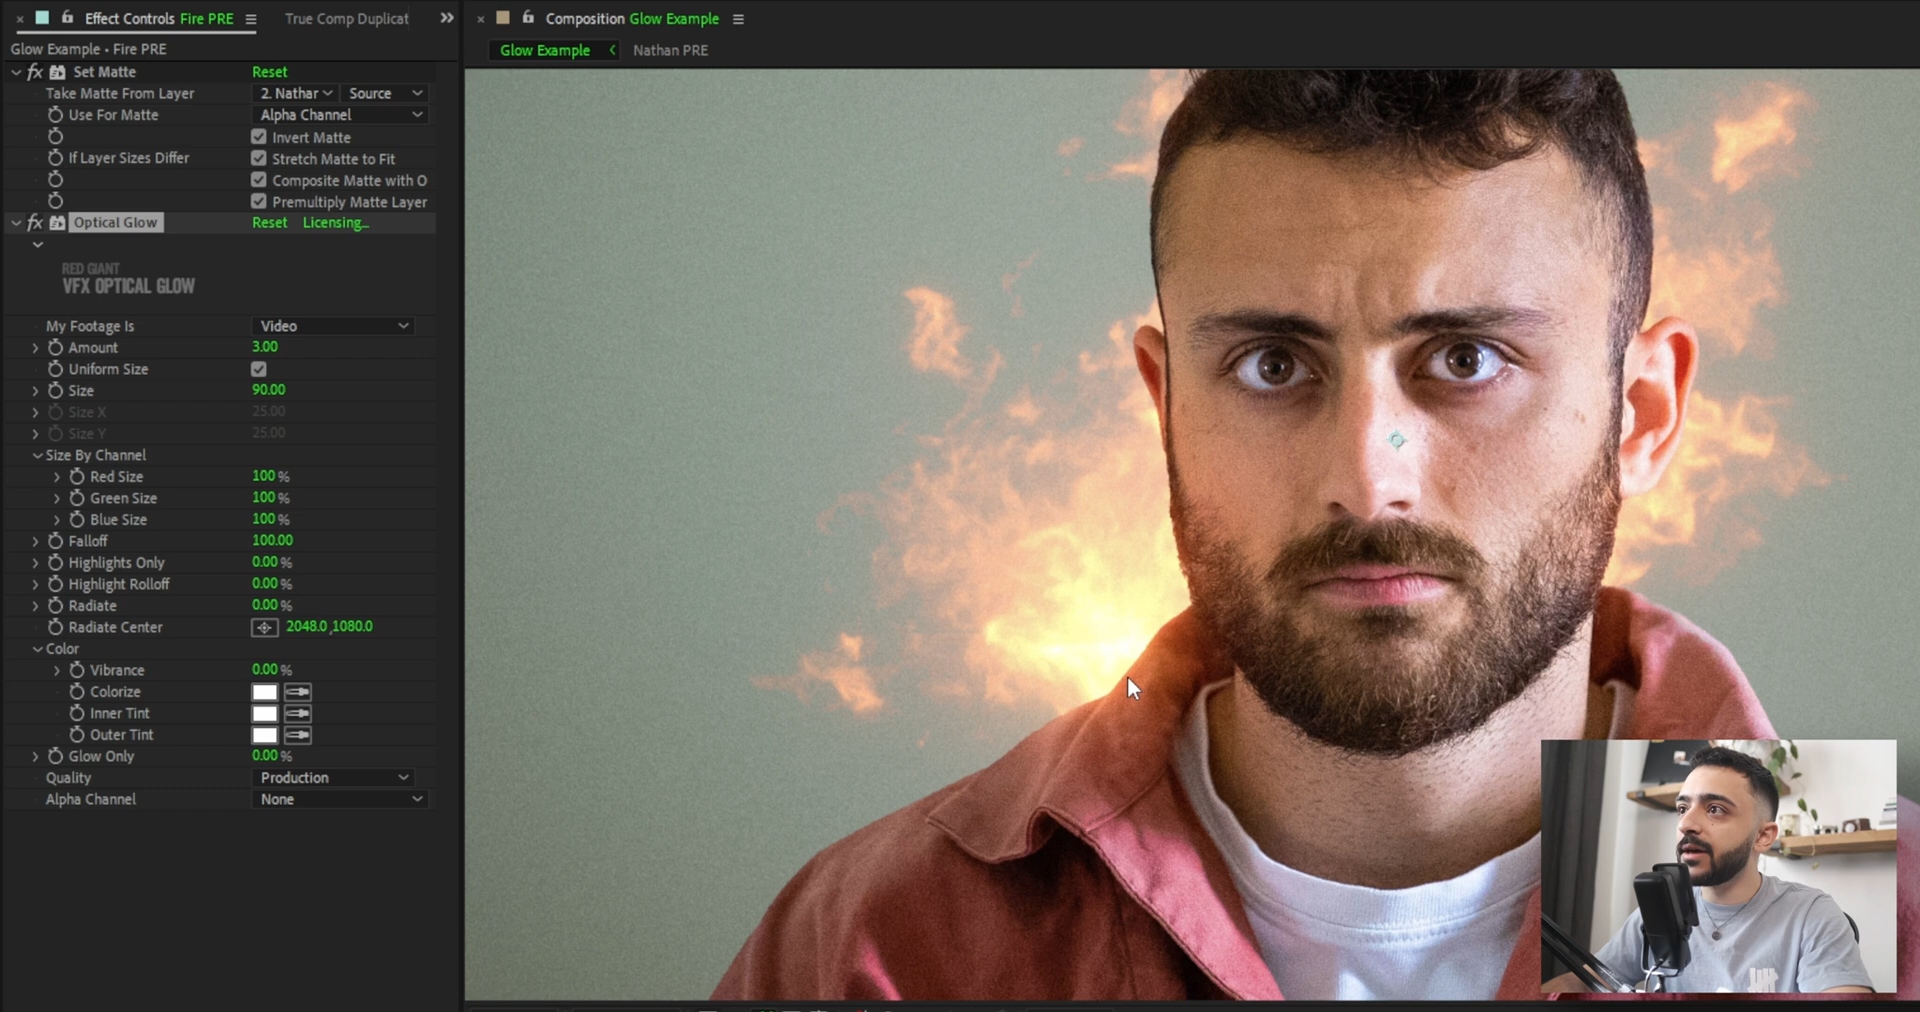 Effect Controls Fire PRE
True Comp Duplicat
Glow Example • Fire PRE
fx Set Matte Reset
Take Matte From Layer 2. Nathar Source
Use For Matte Alpha Channel
Invert Matte
If Layer Sizes Differ Stretch Matte to Fit
Composite Matte with O
Premultiply Matte Layer
fx Optical Glow Reset Licensing...
RED GIANT
VFX OPTICAL GLOW
My Footage Is Video
Amount 3.00
Uniform Size
Size 90.00
Size X 25.00
Size Y 25.00
Size By Channel
Red Size 100 %
Green Size 100 %
Blue Size 100 %
Falloff 100.00
Highlights Only 0.00 %
Highlight Rolloff 0.00 %
Radiate 0.00 %
Radiate Center 2048.0,1080.0
Color
Vibrance 0.00 %
Colorize
Inner Tint
Outer Tint
Glow Only 0.00 %
Quality Production
Alpha Channel None
Composition Glow Example
Glow Example Nathan PRE